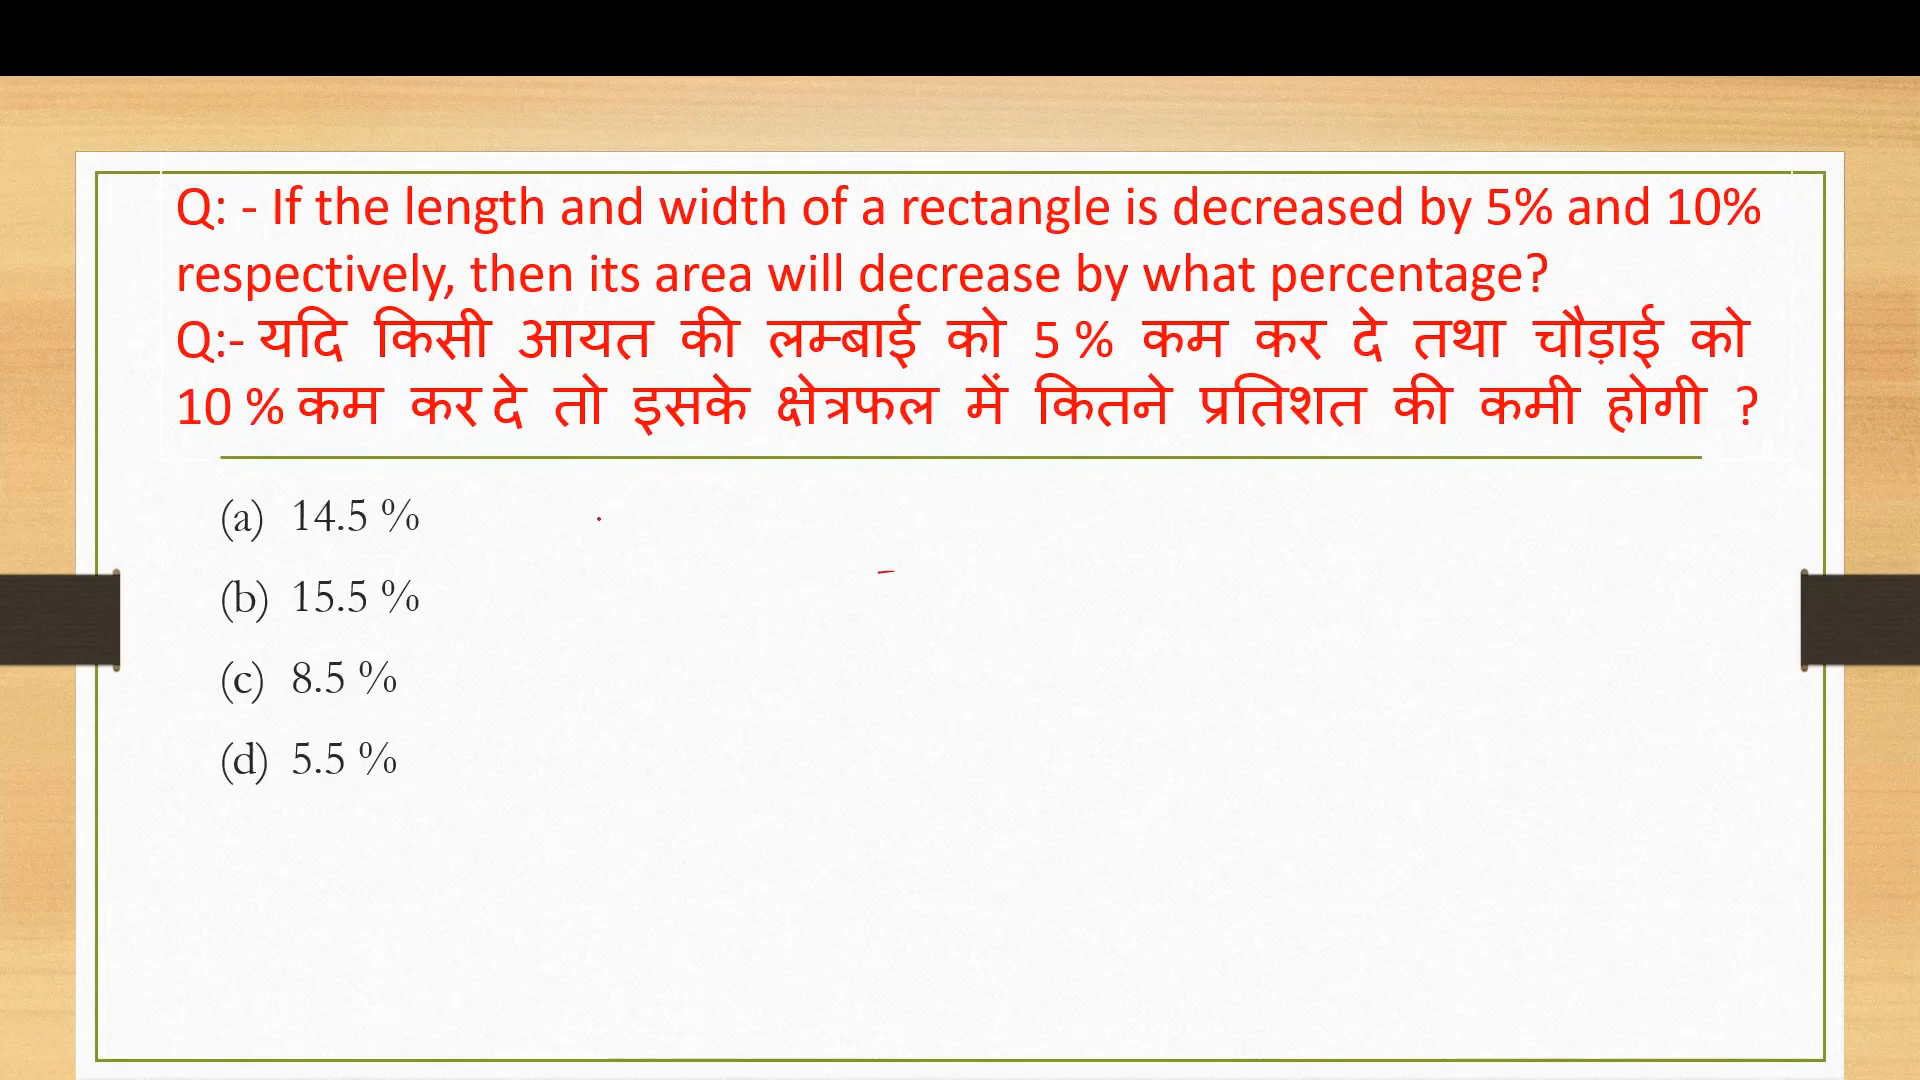 Q: - If the length and width of a rectangle is decreased by 5% and 10%
respectively, then its area will decrease by what percentage?
Q:- यदि किसी आयत की लम्बाई को 5 % कम कर दे तथा चौड़ाई को
10 % कम कर दे तो इसके क्षेत्रफल में कितने प्रतिशत की कमी होगी ?
(a) 14.5 %
(b) 15.5 %
(c) 8.5 %
(d) 5.5 %